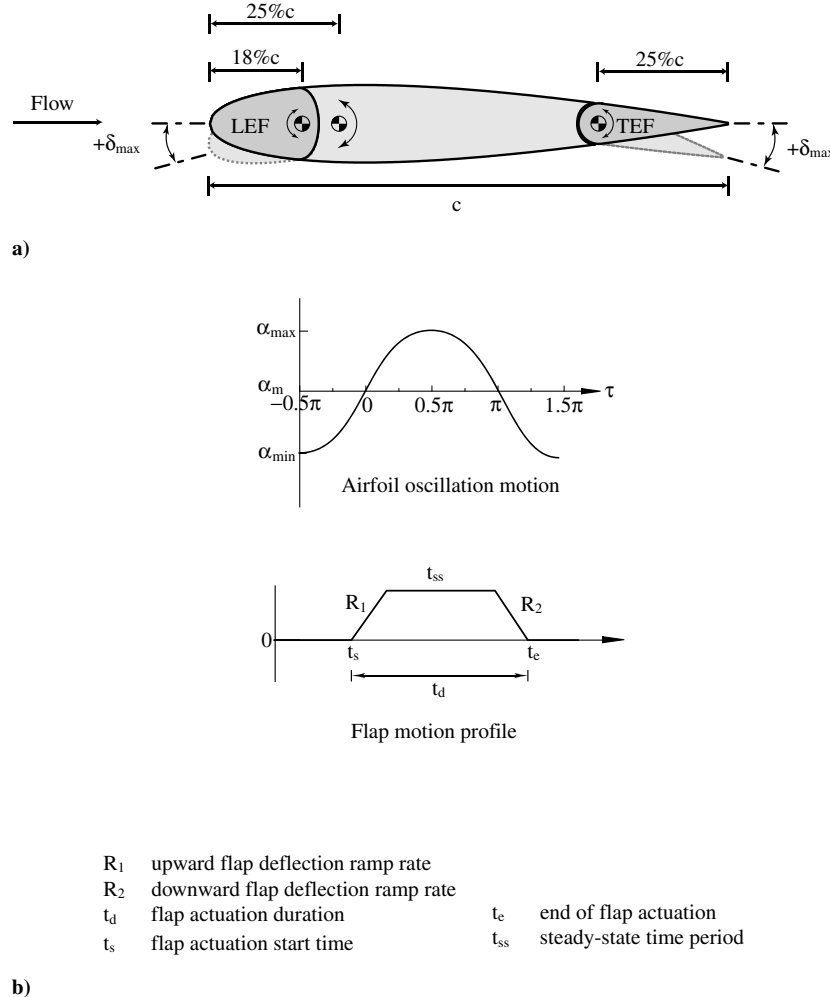 25%c
18%c
25%c
Flow
LEF
TEF
+δmax
+δmax
c
a)
αmax
αm
−0.5π 0 0.5π π 1.5π τ
αmin
Airfoil oscillation motion
tss
R1 R2
0
ts te
td
Flap motion profile
R1 upward flap deflection ramp rate
R2 downward flap deflection ramp rate
td flap actuation duration
te end of flap actuation
ts flap actuation start time
tss steady-state time period
b)